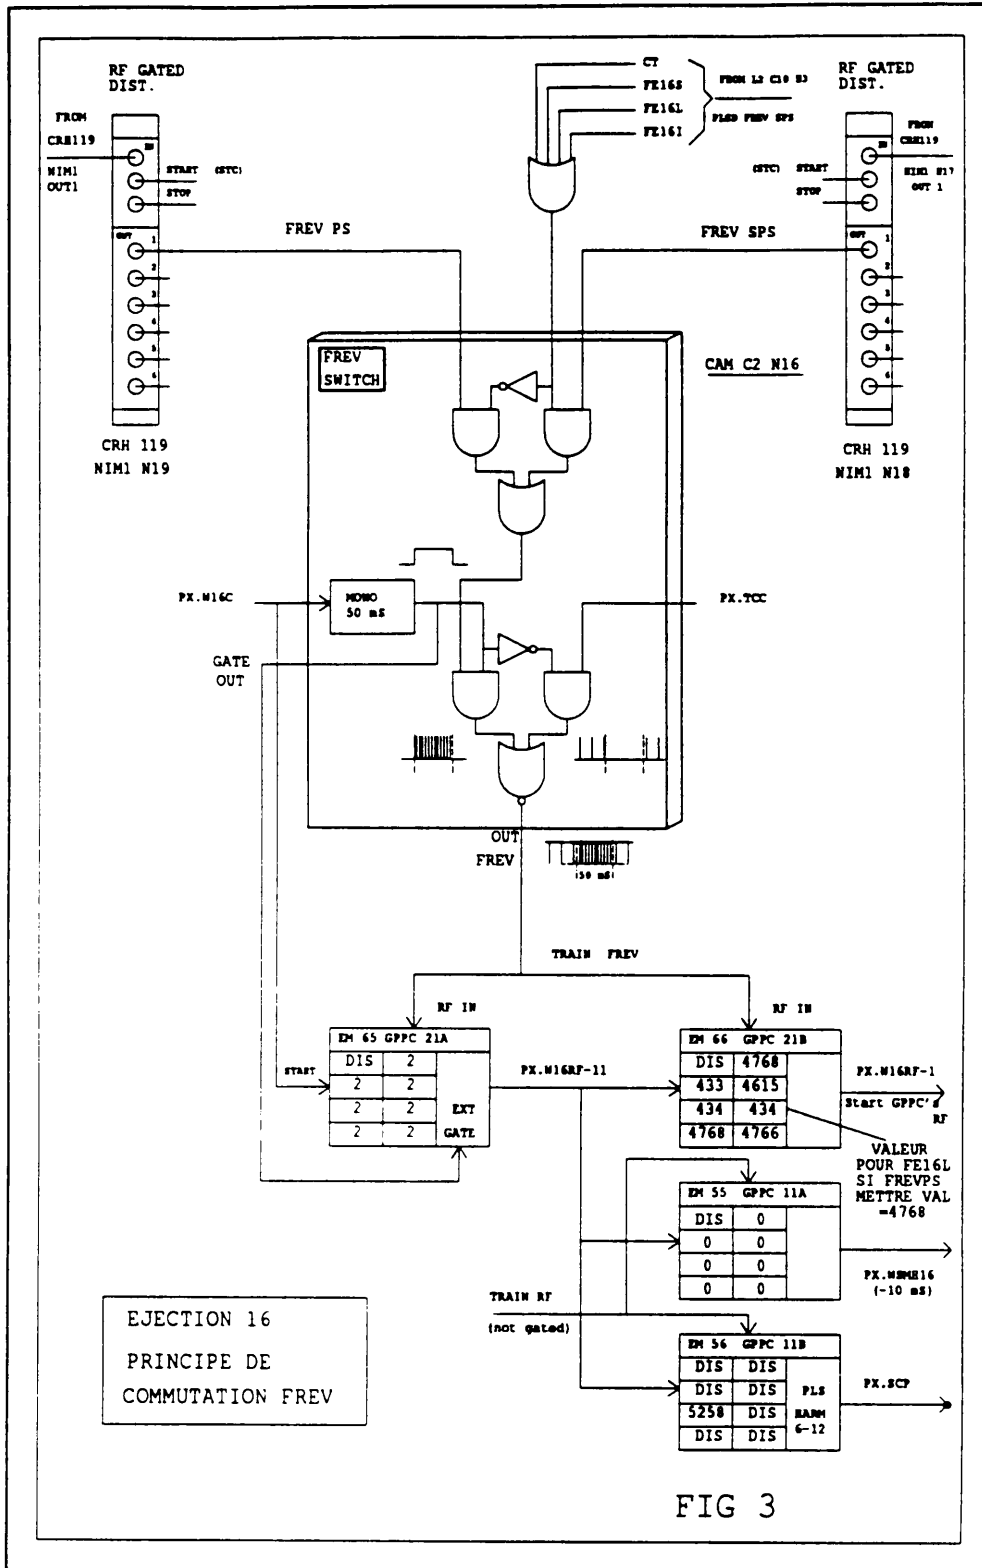 RF GATED
DIST.
FROM
CRH119
NIM1
OUT1
IN
START (STC)
STOP
OUT
1
2
3
4
5
6
CRH 119
NIM1 N19
CT
FE16S
FE16L
FE16I
FROM L2 C10 N3
PLSD FREV SPS
RF GATED
DIST.
FROM
CRH119
NIM1 N17
OUT 1
IN
(STC) START
STOP
OUT
1
2
3
4
5
6
CRH 119
NIM1 N18
FREV PS
FREV SPS
FREV
SWITCH
CAM C2 N16
PX.W16C
MONO
50 mS
PX.TCC
GATE
OUT
OUT
FREV
50 mS
TRAIN FREV
RF IN
RF IN
EM 65 GPPC 21A
DIS 2
2 2
2 2
2 2
EXT
GATE
START
PX.W16RF-11
EM 66 GPPC 21B
DIS 4768
433 4615
434 434
4768 4766
PX.W16RF-1
Start GPPC's
RF
VALEUR
POUR FE16L
SI FREVPS
METTRE VAL
=4768
EM 55 GPPC 11A
DIS 0
0 0
0 0
0 0
PX.WSME16
(-10 mS)
TRAIN RF
(not gated)
EM 56 GPPC 11B
DIS DIS
DIS DIS
5258 DIS
DIS DIS
PLS
HARM
6-12
PX.SCP
EJECTION 16
PRINCIPE DE
COMMUTATION FREV
FIG 3